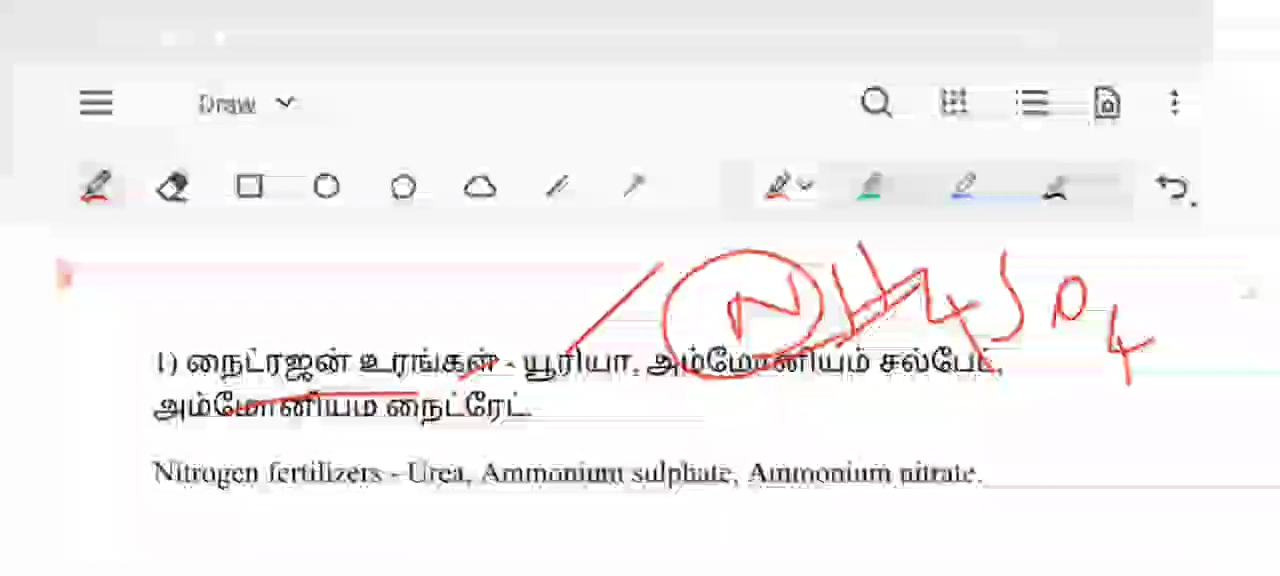 Draw
NH4SO4
1) நைட்ரஜன் உரங்கள் - யூரியா, அம்மோனியம் சல்பேட்,
அம்மோனியம் நைட்ரேட்.
Nitrogen fertilizers - Urea, Ammonium sulphate, Ammonium nitrate.